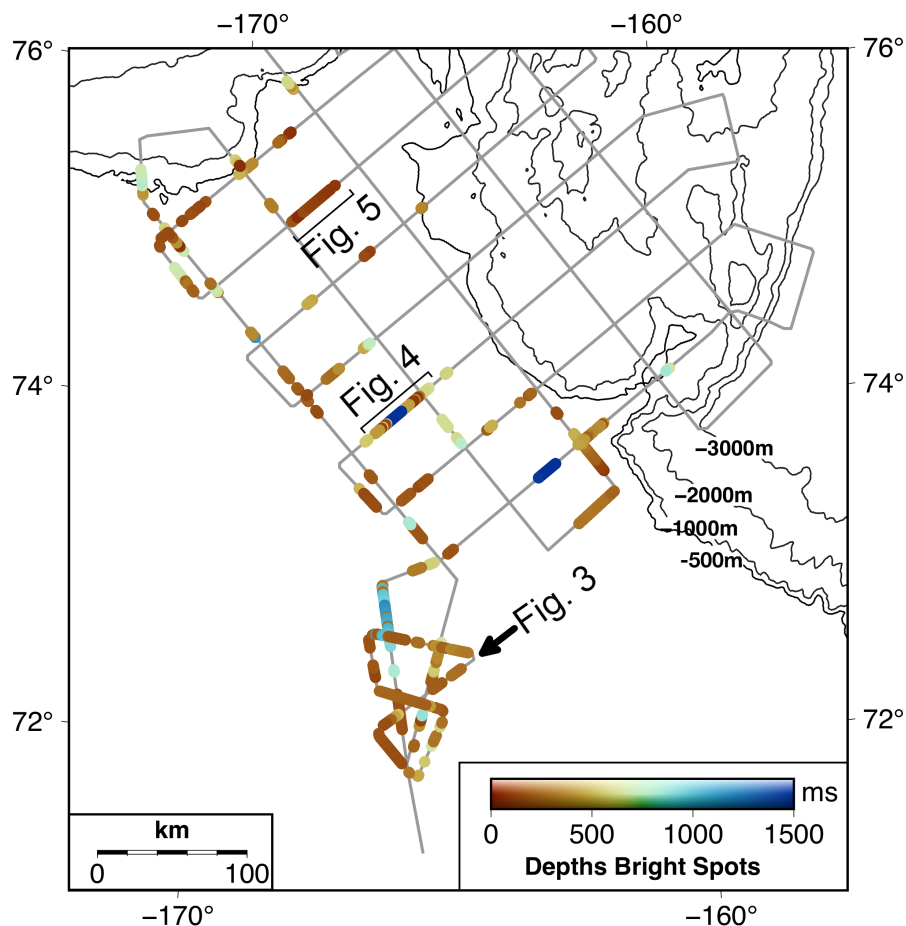 −170° −160°
76° 76°
Fig. 5
74° 74°
Fig. 4
−3000m
−2000m
−1000m
-500m
Fig. 3
72° 72°
km
0 100
ms
0 500 1000 1500
Depths Bright Spots
−170° −160°